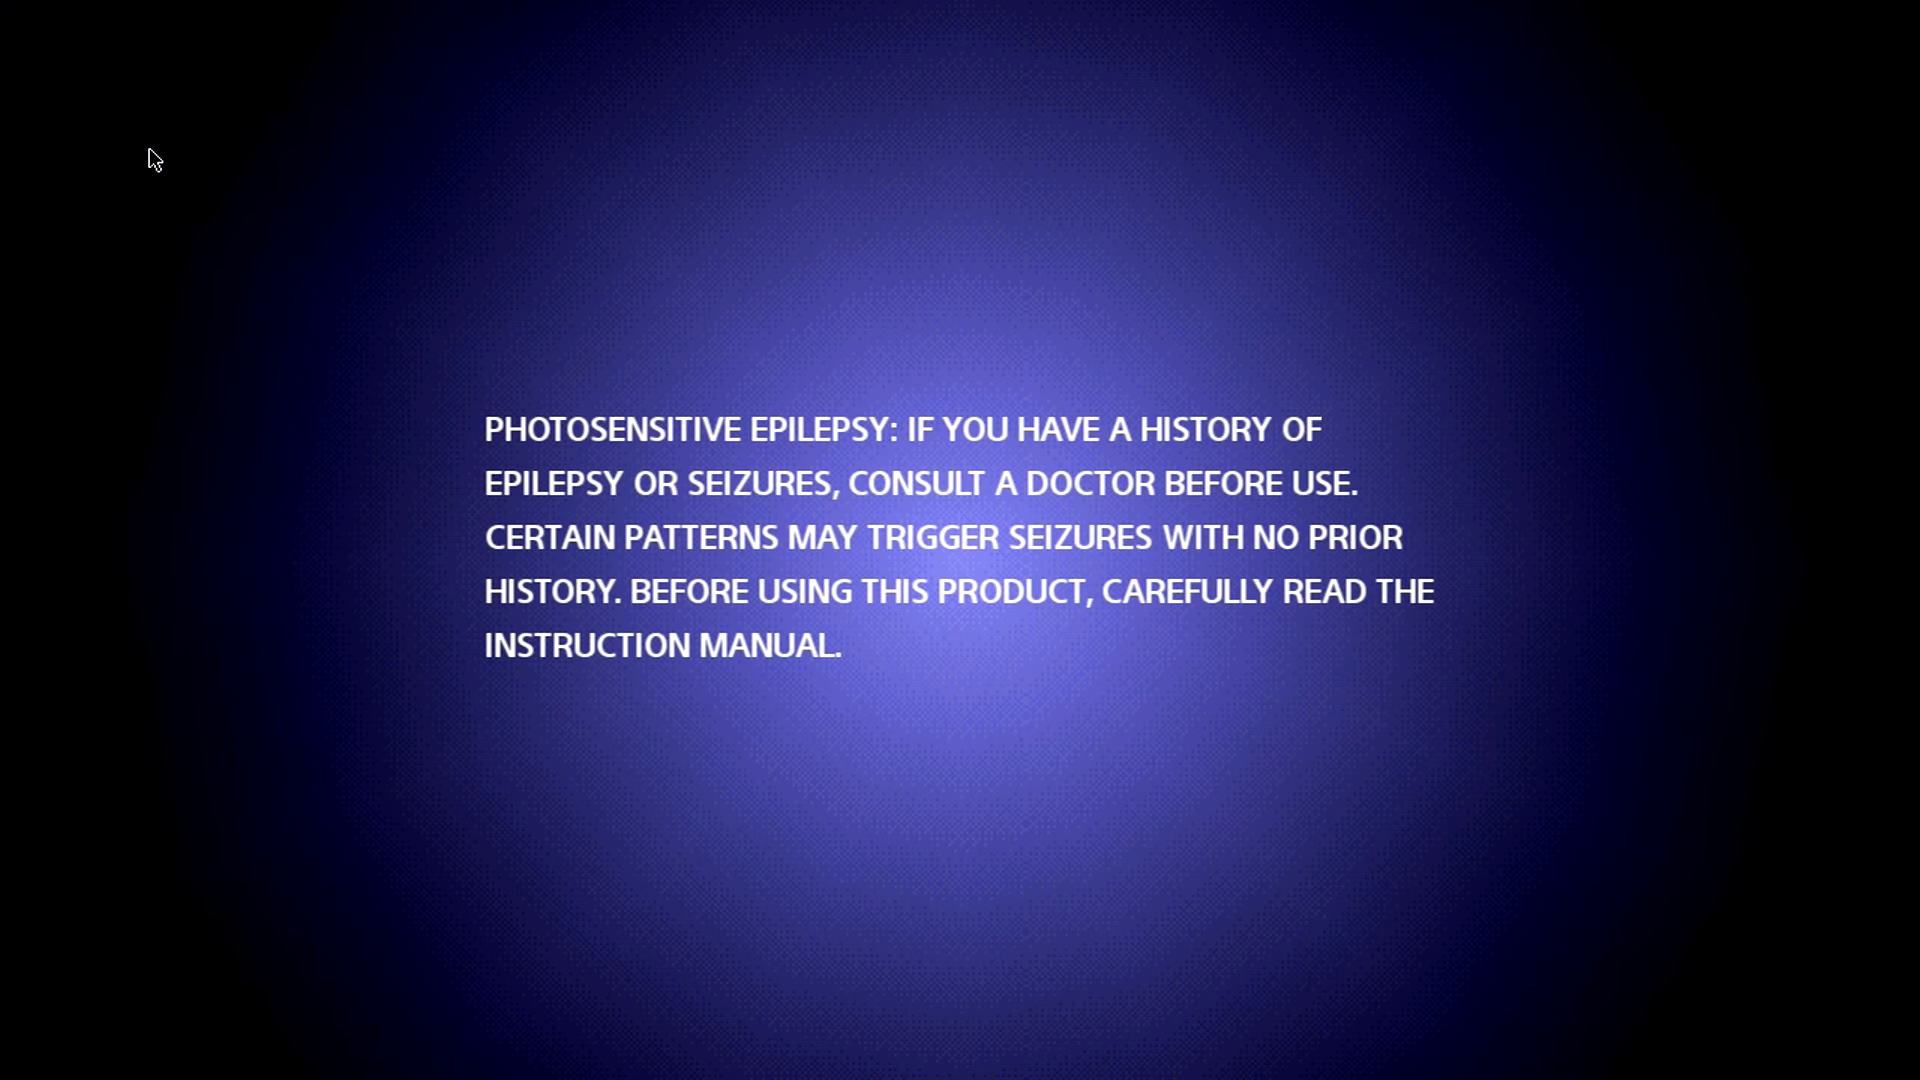 PHOTOSENSITIVE EPILEPSY: IF YOU HAVE A HISTORY OF
EPILEPSY OR SEIZURES, CONSULT A DOCTOR BEFORE USE.
CERTAIN PATTERNS MAY TRIGGER SEIZURES WITH NO PRIOR
HISTORY. BEFORE USING THIS PRODUCT, CAREFULLY READ THE
INSTRUCTION MANUAL.